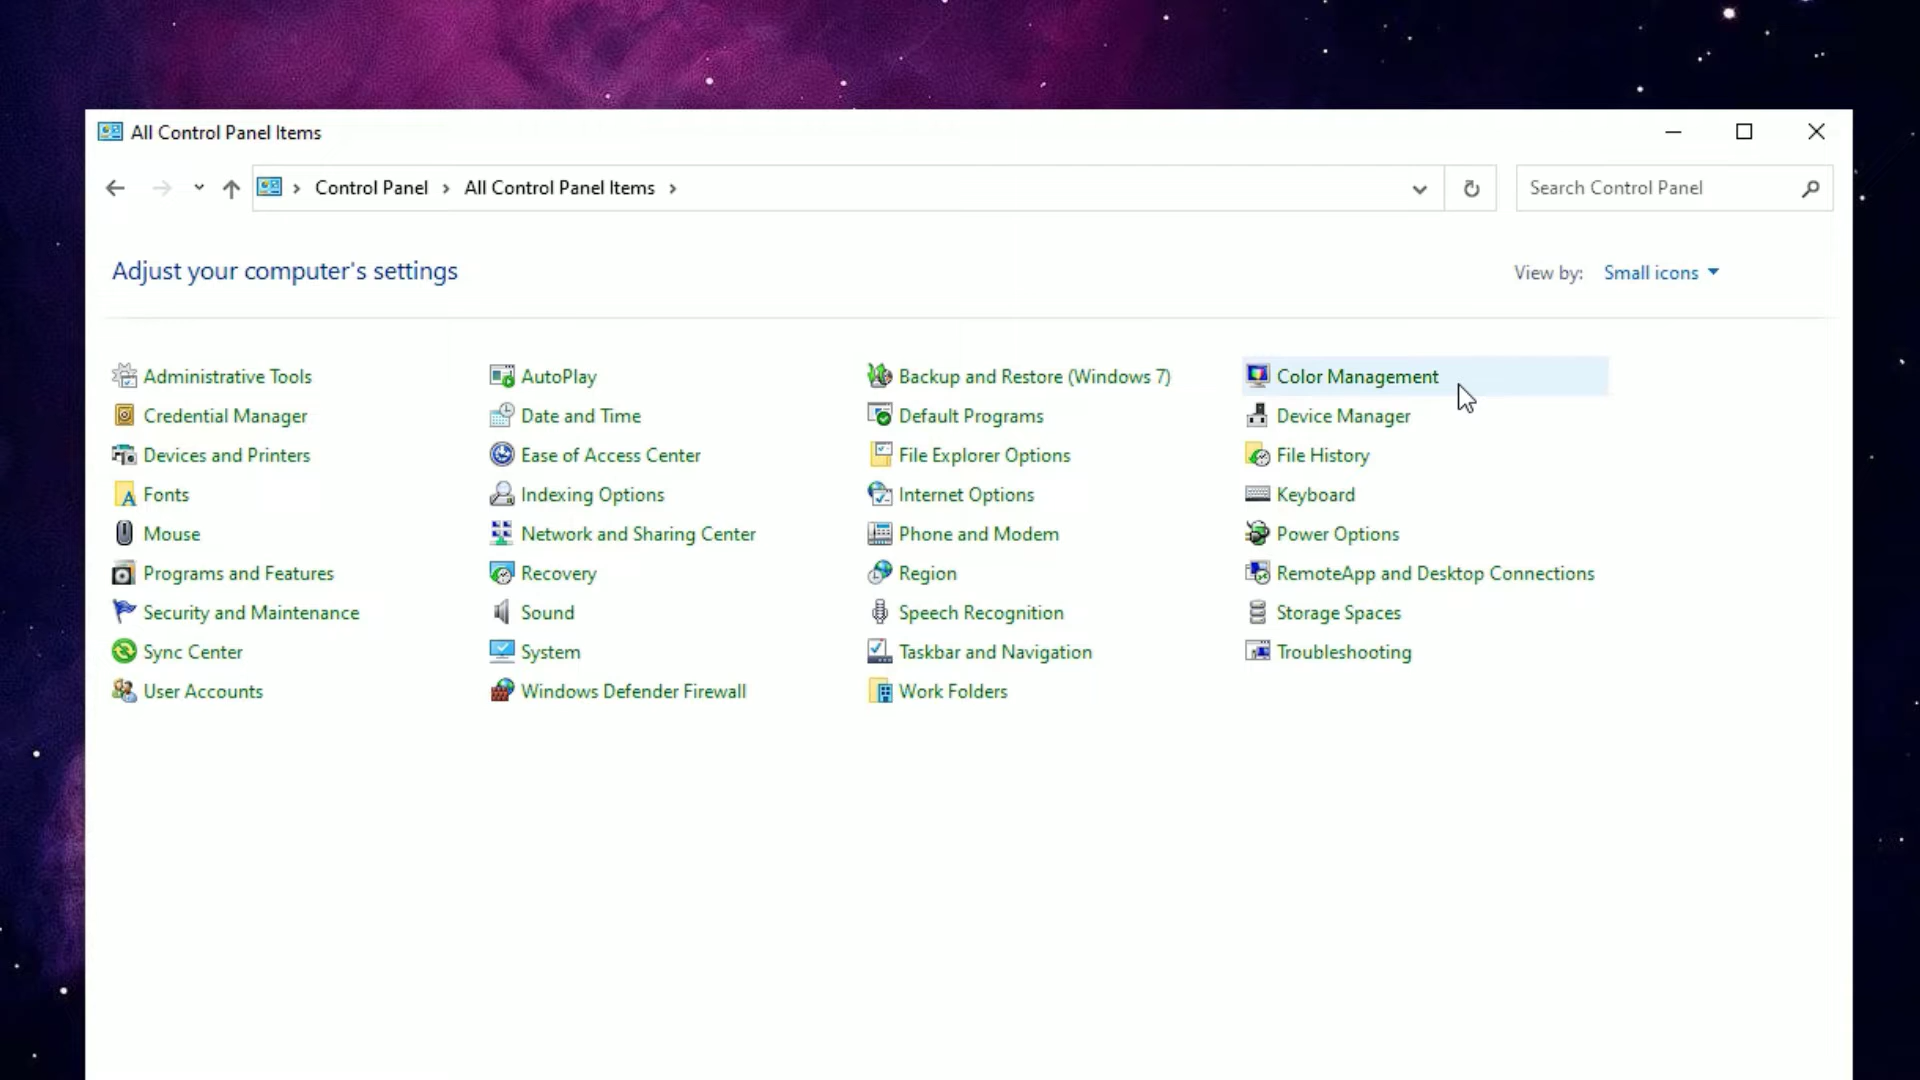 All Control Panel Items
Control Panel All Control Panel Items
Search Control Panel
Adjust your computer's settings
View by: Small icons
Administrative Tools AutoPlay Backup and Restore (Windows 7) Color Management
Credential Manager Date and Time Default Programs Device Manager
Devices and Printers Ease of Access Center File Explorer Options File History
Fonts Indexing Options Internet Options Keyboard
Mouse Network and Sharing Center Phone and Modem Power Options
Programs and Features Recovery Region RemoteApp and Desktop Connections
Security and Maintenance Sound Speech Recognition Storage Spaces
Sync Center System Taskbar and Navigation Troubleshooting
User Accounts Windows Defender Firewall Work Folders